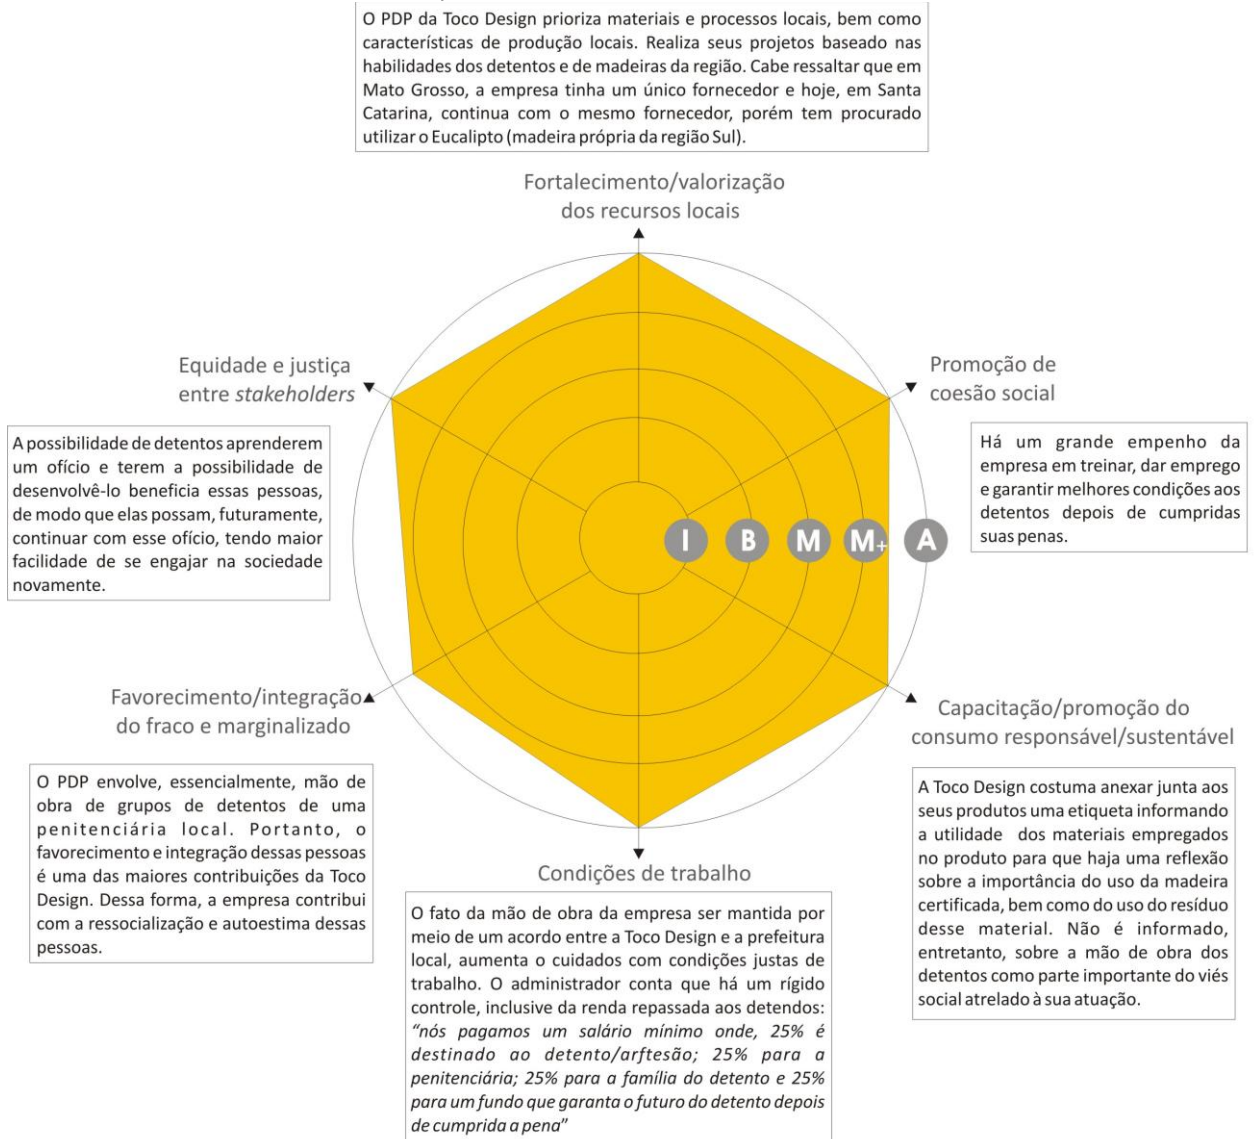 O PDP da Toco Design prioriza materiais e processos locais, bem como
características de produção locais. Realiza seus projetos baseado nas
habilidades dos detentos e de madeiras da região. Cabe ressaltar que em
Mato Grosso, a empresa tinha um único fornecedor e hoje, em Santa
Catarina, continua com o mesmo fornecedor, porém tem procurado
utilizar o Eucalipto (madeira própria da região Sul).
Fortalecimento/valorização
dos recursos locais
Equidade e justiça
entre stakeholders
A possibilidade de detentos aprenderem
um ofício e terem a possibilidade de
desenvolvê-lo beneficia essas pessoas,
de modo que elas possam, futuramente,
continuar com esse ofício, tendo maior
facilidade de se engajar na sociedade
novamente.
Promoção de
coesão social
Há um grande empenho da
empresa em treinar, dar emprego
e garantir melhores condições aos
detentos depois de cumpridas
suas penas.
I B M M+ A
Favorecimento/integração
do fraco e marginalizado
O PDP envolve, essencialmente, mão de
obra de grupos de detentos de uma
penitenciária local. Portanto, o
favorecimento e integração dessas pessoas
é uma das maiores contribuições da Toco
Design. Dessa forma, a empresa contribui
com a ressocialização e autoestima dessas
pessoas.
Condições de trabalho
O fato da mão de obra da empresa ser mantida por
meio de um acordo entre a Toco Design e a prefeitura
local, aumenta o cuidados com condições justas de
trabalho. O administrador conta que há um rígido
controle, inclusive da renda repassada aos detendos:
"nós pagamos um salário mínimo onde, 25% é
destinado ao detento/arftesão; 25% para a
penitenciária; 25% para a família do detento e 25%
para um fundo que garanta o futuro do detento depois
de cumprida a pena"
Capacitação/promoção do
consumo responsável/sustentável
A Toco Design costuma anexar junta aos
seus produtos uma etiqueta informando
a utilidade dos materiais empregados
no produto para que haja uma reflexão
sobre a importância do uso da madeira
certificada, bem como do uso do resíduo
desse material. Não é informado,
entretanto, sobre a mão de obra dos
detentos como parte importante do viés
social atrelado à sua atuação.